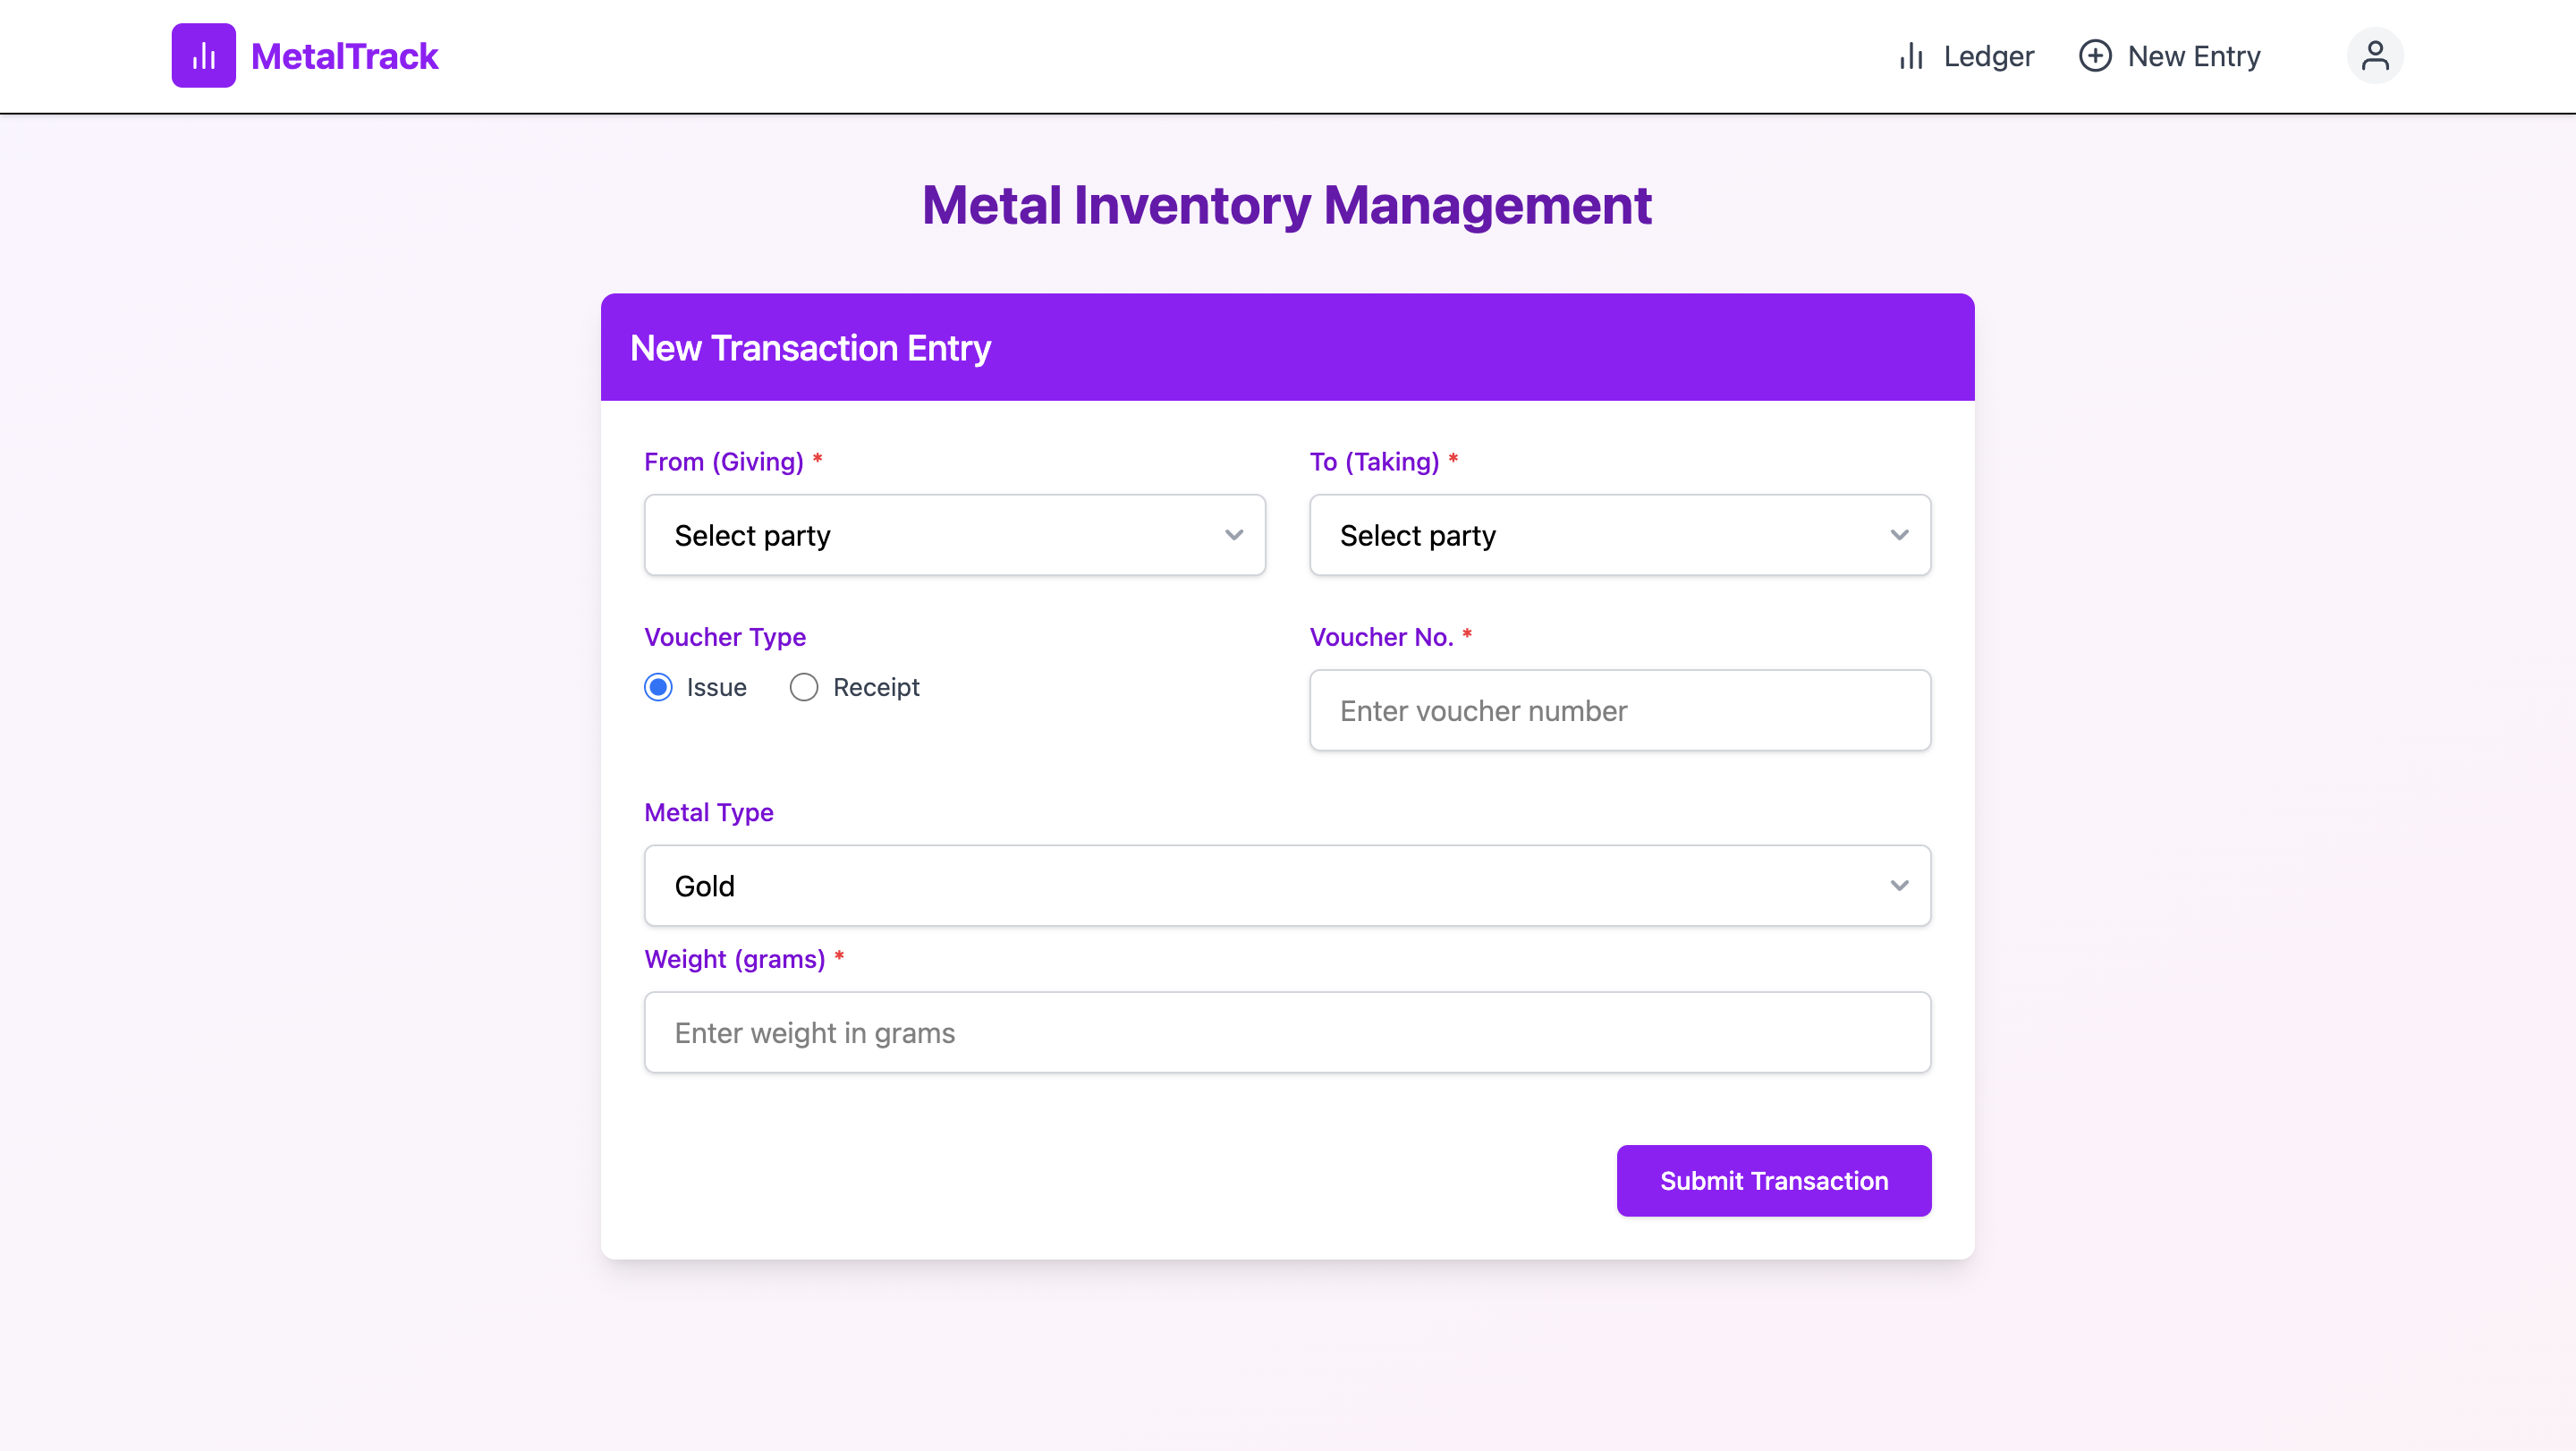 MetalTrack
Ledger
New Entry
Metal Inventory Management
New Transaction Entry
From (Giving) *
To (Taking) *
Select party
Select party
Voucher Type
Voucher No. *
Issue
Receipt
Enter voucher number
Metal Type
Gold
Weight (grams) *
Enter weight in grams
Submit Transaction